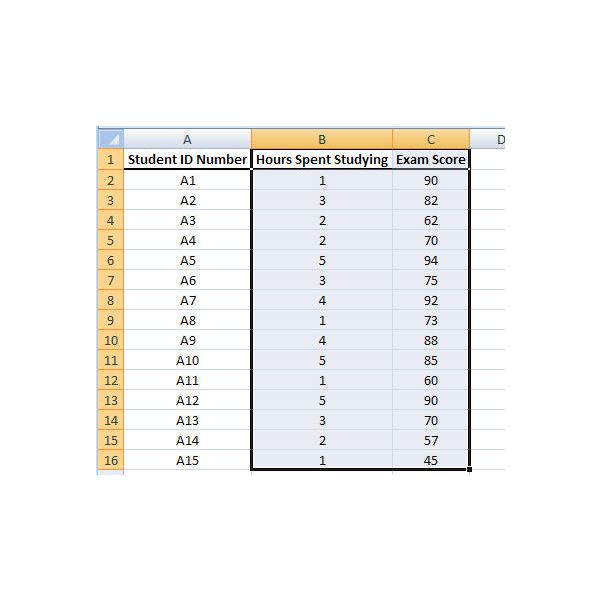 A B C D
1 Student ID Number Hours Spent Studying Exam Score
2 A1 1 90
3 A2 3 82
4 A3 2 62
5 A4 2 70
6 A5 5 94
7 A6 3 75
8 A7 4 92
9 A8 1 73
10 A9 4 88
11 A10 5 85
12 A11 1 60
13 A12 5 90
14 A13 3 70
15 A14 2 57
16 A15 1 45